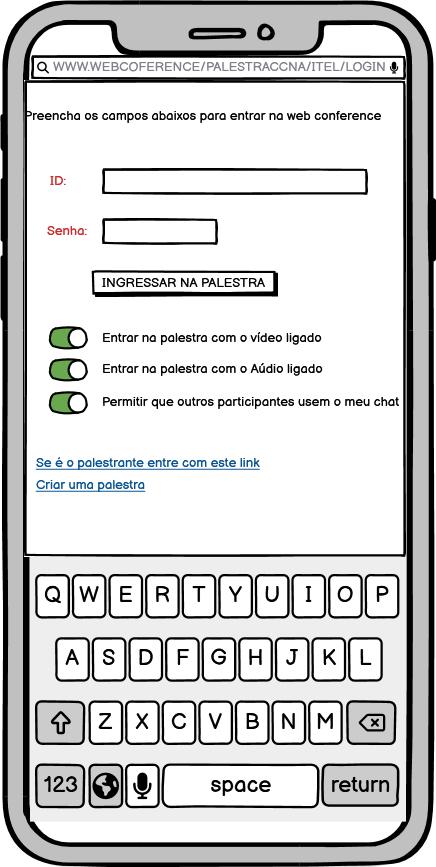 WWW.WEBCOFERENCE/PALESTRACCNA/ITEL/LOGIN
Preencha os campos abaixos para entrar na web conference
ID:
Senha:
INGRESSAR NA PALESTRA
Entrar na palestra com o vídeo ligado
Entrar na palestra com o Aúdio ligado
Permitir que outros participantes usem o meu chat
Se é o palestrante entre com este link
Criar uma palestra
Q W E R T Y U I O P
A S D F G H J K L
Z X C V B N M
123 space return